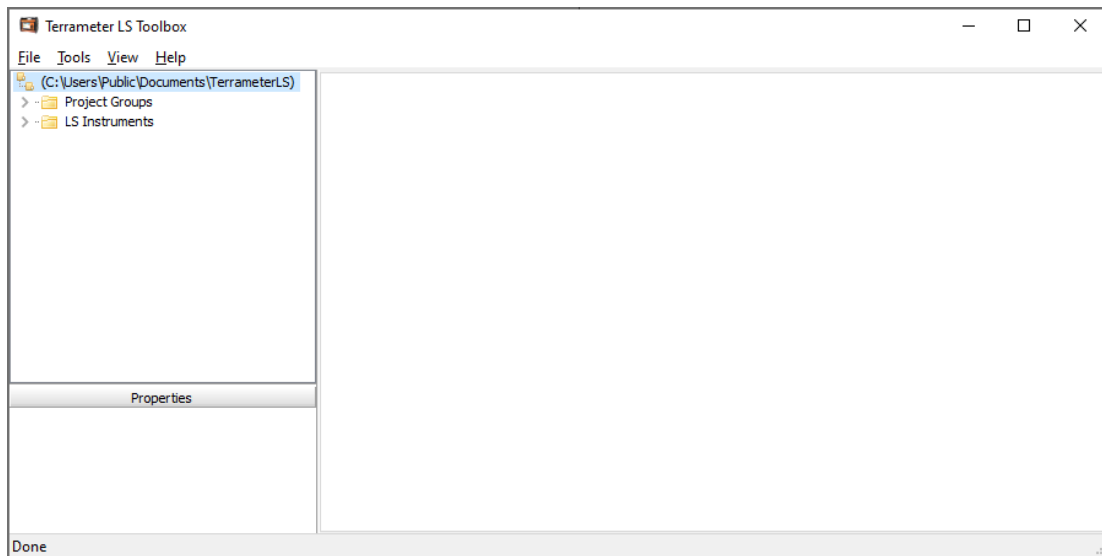 Terrameter LS Toolbox
File Tools View Help
(C:\Users\Public\Documents\TerrameterLS)
Project Groups
LS Instruments
Properties
Done